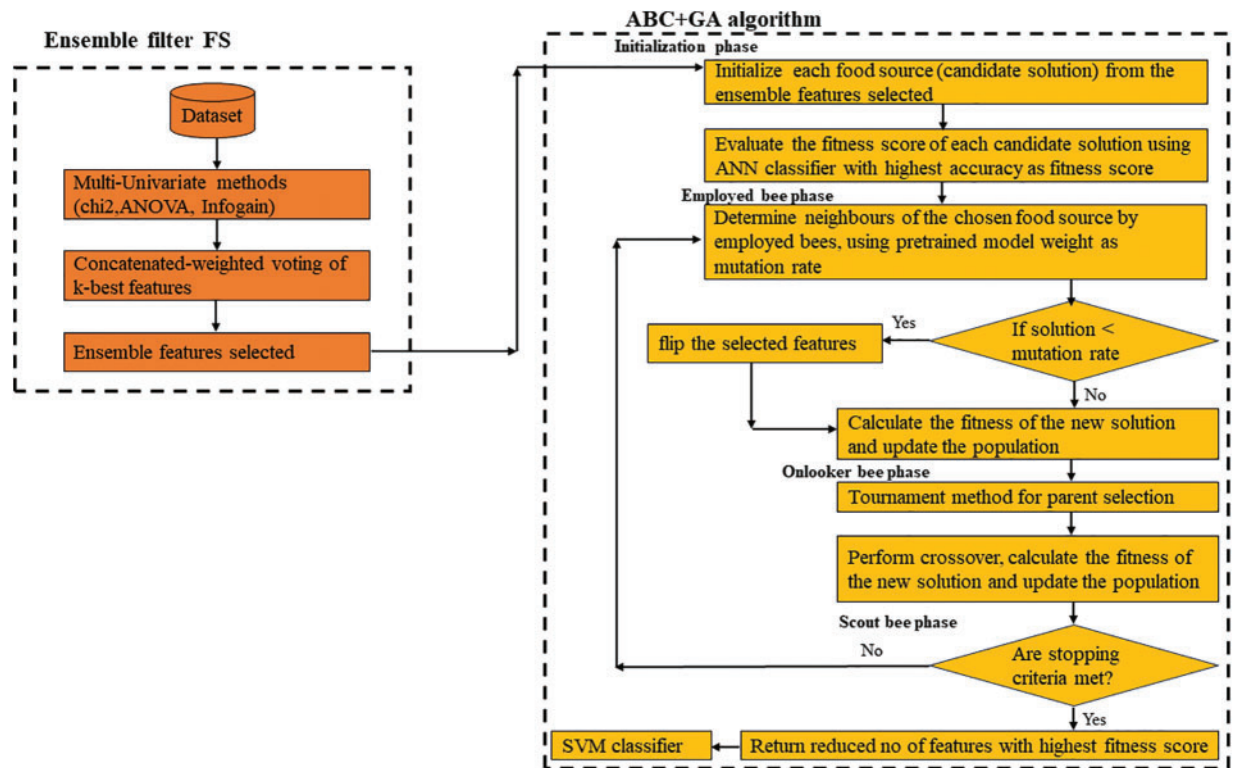 Ensemble filter FS
Dataset
Multi-Univariate methods
(chi2,ANOVA, Infogain)
Concatenated-weighted voting of
k-best features
Ensemble features selected
ABC+GA algorithm
Initialization phase
Initialize each food source (candidate solution) from the
ensemble features selected
Evaluate the fitness score of each candidate solution using
ANN classifier with highest accuracy as fitness score
Employed bee phase
Determine neighbours of the chosen food source by
employed bees, using pretrained model weight as
mutation rate
If solution <
mutation rate
Yes
flip the selected features
No
Calculate the fitness of the new solution
and update the population
Onlooker bee phase
Tournament method for parent selection
Perform crossover, calculate the fitness of
the new solution and update the population
Scout bee phase
No
Are stopping
criteria met?
Yes
Return reduced no of features with highest fitness score
SVM classifier